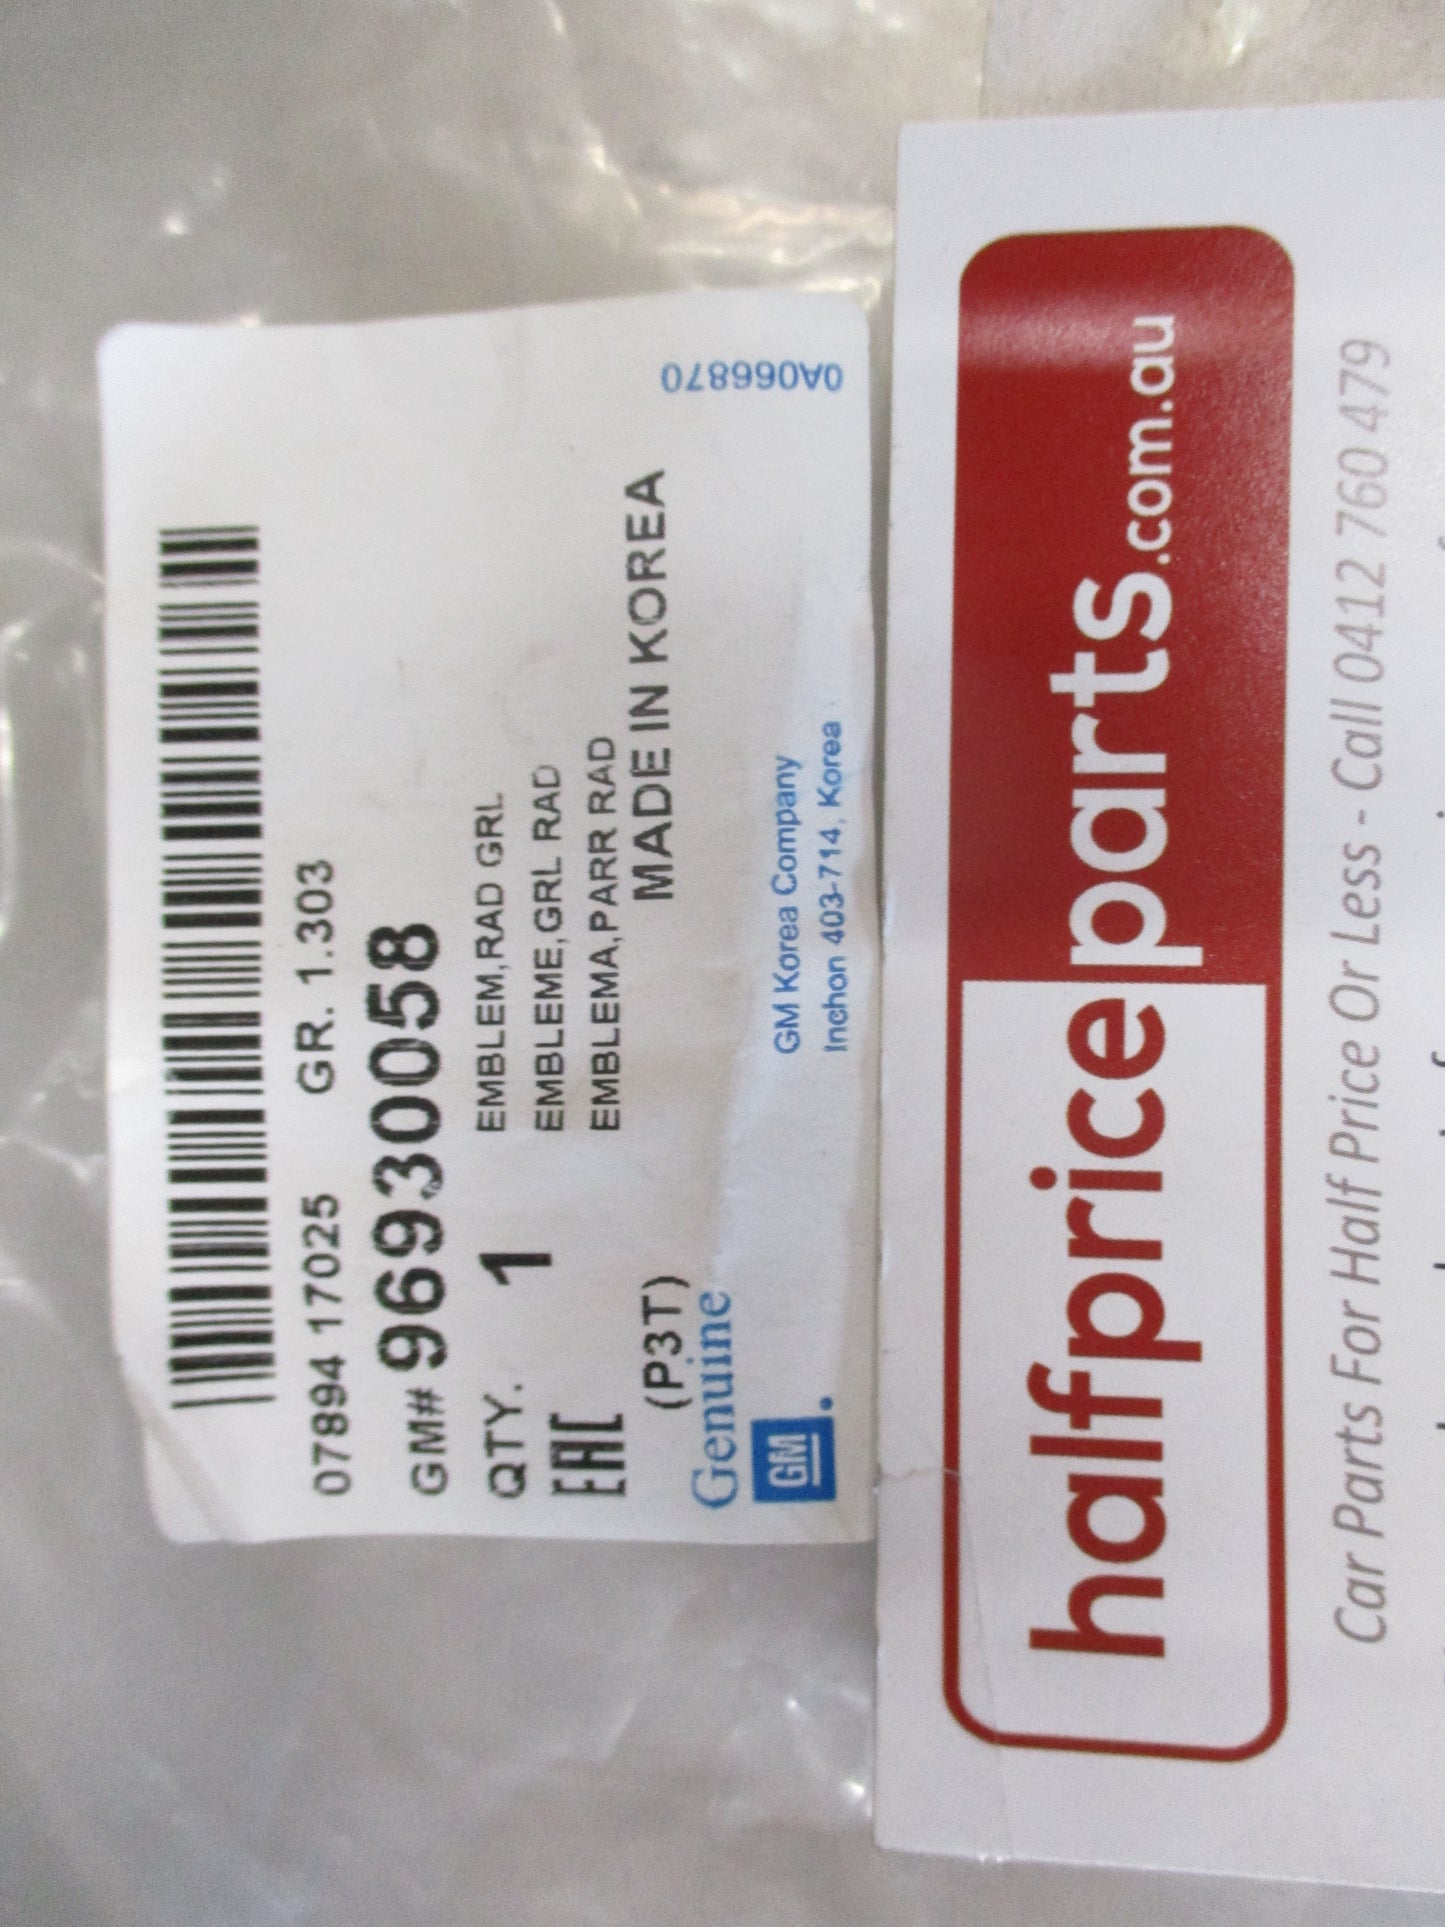 07894 17025 GR. 1.303
GM# 96930058
QTY. 1
EMBLEM,RAD GRL
EMBLEME,GRL RAD
EMBLEMA,PARR RAD
EAC
MADE IN KOREA
(P3T)
Genuine
GM
GM Korea Company
Inchon 403-714, Korea
0A066870
halfpriceparts.com.au
Car Parts For Half Price Or Less - Call 0412 760 479